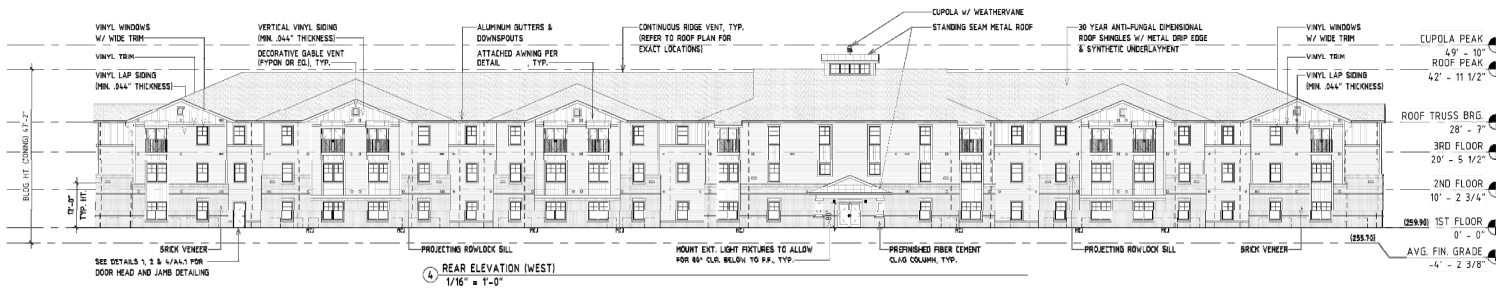 CUPOLA W/ WEATHERVANE
VINYL WINDOWS
W/ WIDE TRIM
VERTICAL VINYL SIDING
(MIN. .044" THICKNESS)
ALUMINUM GUTTERS &
DOWNSPOUTS
CONTINUOUS RIDGE VENT, TYP.
(REFER TO ROOF PLAN FOR
EXACT LOCATIONS)
STANDING SEAM METAL ROOF
30 YEAR ANTI-FUNGAL DIMENSIONAL
ROOF SHINGLES W/ METAL DRIP EDGE
& SYNTHETIC UNDERLAYMENT
VINYL WINDOWS
W/ WIDE TRIM
VINYL TRIM
DECORATIVE GABLE VENT
(FYPON OR EQ.), TYP.
ATTACHED AWNING PER
DETAIL , TYP.
VINYL TRIM
VINYL LAP SIDING
(MIN. .044" THICKNESS)
VINYL LAP SIDING
(MIN. .044" THICKNESS)
CUPOLA PEAK
49' - 10"
ROOF PEAK
42' - 11 1/2"
ROOF TRUSS BRG.
28' - 7"
3RD FLOOR
20' - 5 1/2"
2ND FLOOR
10' - 2 3/4"
(259.90) 1ST FLOOR
0' - 0"
(255.70)
AVG. FIN. GRADE
-4' - 2 3/8"
BLDG HT. (ZONING) 47'-2"
12'-0"
TYP. HT.
BRICK VENEER
PROJECTING ROWLOCK SILL
MOUNT EXT. LIGHT FIXTURES TO ALLOW
FOR 80" CLR. BELOW TO F.F., TYP.
80"
PREFINISHED FIBER CEMENT
CLAD COLUMN, TYP.
PROJECTING ROWLOCK SILL
BRICK VENEER
SEE DETAILS 1, 2 & 4/A4.1 FOR
DOOR HEAD AND JAMB DETAILING
4 REAR ELEVATION (WEST)
1/16" = 1'-0"